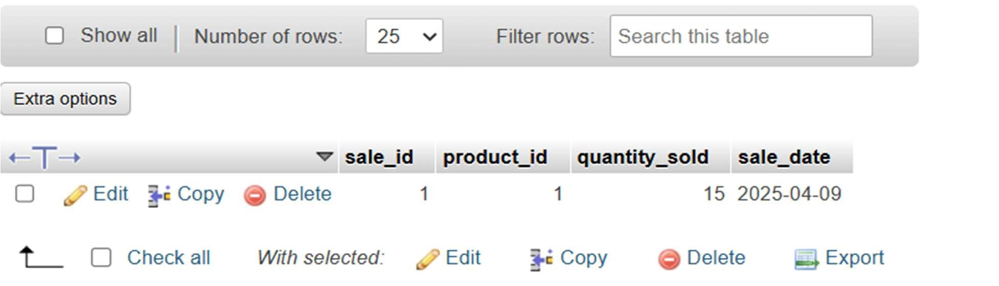 Show all | Number of rows: 25 Filter rows: Search this table
Extra options
←T→ sale_id product_id quantity_sold sale_date
Edit Copy Delete 1 1 15 2025-04-09
Check all With selected: Edit Copy Delete Export